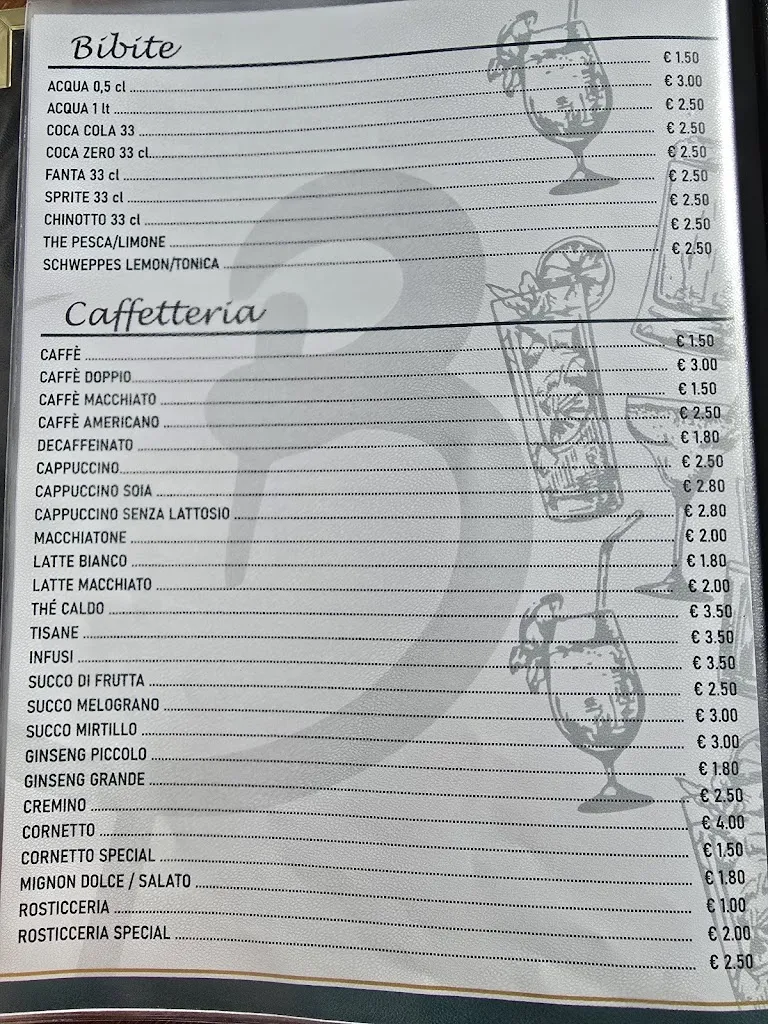 Bibite
ACQUA 0,5 cl € 1.50
ACQUA 1 lt € 3.00
COCA COLA 33 € 2.50
COCA ZERO 33 cl € 2.50
FANTA 33 cl € 2.50
SPRITE 33 cl € 2.50
CHINOTTO 33 cl € 2.50
THE PESCA/LIMONE € 2.50
SCHWEPPES LEMON/TONICA € 2.50
Caffetteria
CAFFÈ € 1.50
CAFFÈ DOPPIO € 3.00
CAFFÈ MACCHIATO € 1.50
CAFFÈ AMERICANO € 2.50
DECAFFEINATO € 1.80
CAPPUCCINO € 2.50
CAPPUCCINO SOIA € 2.80
CAPPUCCINO SENZA LATTOSIO € 2.80
MACCHIATONE € 2.00
LATTE BIANCO € 1.80
LATTE MACCHIATO € 2.00
THÉ CALDO € 3.50
TISANE € 3.50
INFUSI € 3.50
SUCCO DI FRUTTA € 2.50
SUCCO MELOGRANO € 3.00
SUCCO MIRTILLO € 3.00
GINSENG PICCOLO € 1.80
GINSENG GRANDE € 2.50
CREMINO € 4.00
CORNETTO € 1.50
CORNETTO SPECIAL € 1.80
MIGNON DOLCE / SALATO € 1.00
ROSTICCERIA € 2.00
ROSTICCERIA SPECIAL € 2.50